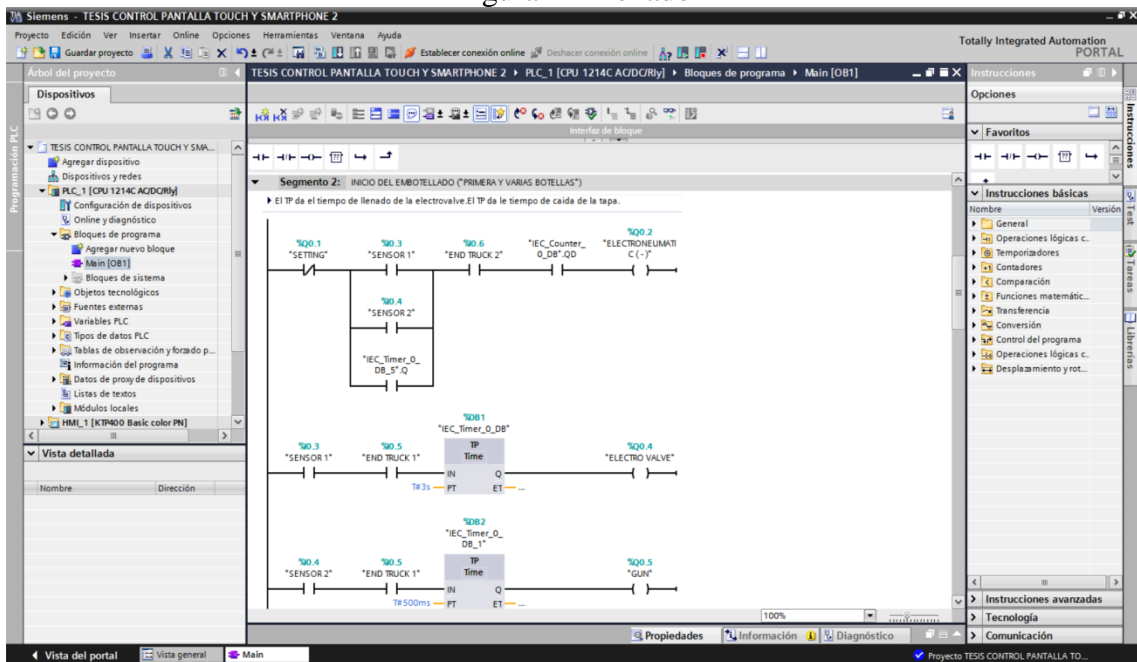 Siemens - TESIS CONTROL PANTALLA TOUCH Y SMARTPHONE 2
Proyecto Edición Ver Insertar Online Opciones Herramientas Ventana Ayuda
Guardar proyecto Establecer conexión online Deshacer conexión online
Totally Integrated Automation
PORTAL
Árbol del proyecto
Dispositivos
Programación PLC
TESIS CONTROL PANTALLA TOUCH Y SMA...
Agregar dispositivo
Dispositivos y redes
PLC_1 [CPU 1214C AC/DC/Rly]
Configuración de dispositivos
Online y diagnóstico
Bloques de programa
Agregar nuevo bloque
Main [OB1]
Bloques de sistema
Objetos tecnológicos
Fuentes externas
Variables PLC
Tipos de datos PLC
Tablas de observación y forzado p...
Información del programa
Datos de proxy de dispositivos
Listas de textos
Módulos locales
HMI_1 [KTP400 Basic color PN]
Vista detallada
Nombre Dirección
TESIS CONTROL PANTALLA TOUCH Y SMARTPHONE 2 PLC_1 [CPU 1214C AC/DC/Rly] Bloques de programa Main [OB1]
Interfaz de bloque
Segmento 2: INICIO DEL EMBOTELLADO ("PRIMERA Y VARIAS BOTELLAS")
El TP da el tiempo de llenado de la electrovalve.El TP da le tiempo de caida de la tapa.
%Q0.2
%Q0.1 %I0.3 %I0.6 "IEC_Counter_ "ELECTRONEUMATI
"SETTING" "SENSOR 1" "END TRUCK 2" 0_DB".QD C (-)"
%I0.4
"SENSOR 2"
"IEC_Timer_0_
DB_5".Q
%DB1
"IEC_Timer_0_DB"
%I0.3 %I0.5 TP %Q0.4
"SENSOR 1" "END TRUCK 1" Time "ELECTRO VALVE"
IN Q
T#3s PT ET ...
%DB2
"IEC_Timer_0_
DB_1"
%I0.4 %I0.5 TP %Q0.5
"SENSOR 2" "END TRUCK 1" Time "GUN"
IN Q
T#500ms PT ET ...
100%
Propiedades Información Diagnóstico
Instrucciones
Opciones
Favoritos
Instrucciones básicas
Nombre Versión
General
Operaciones lógicas c..
Temporizadores
Contadores
Comparación
Funciones matemátic...
Transferencia
Conversión
Control del programa
Operaciones lógicas c...
Desplazamiento y rot...
Instrucciones avanzadas
Tecnología
Comunicación
Instrucciones
Test
Tareas
Librerías
Vista del portal Vista general Main
Proyecto TESIS CONTROL PANTALLA TO...